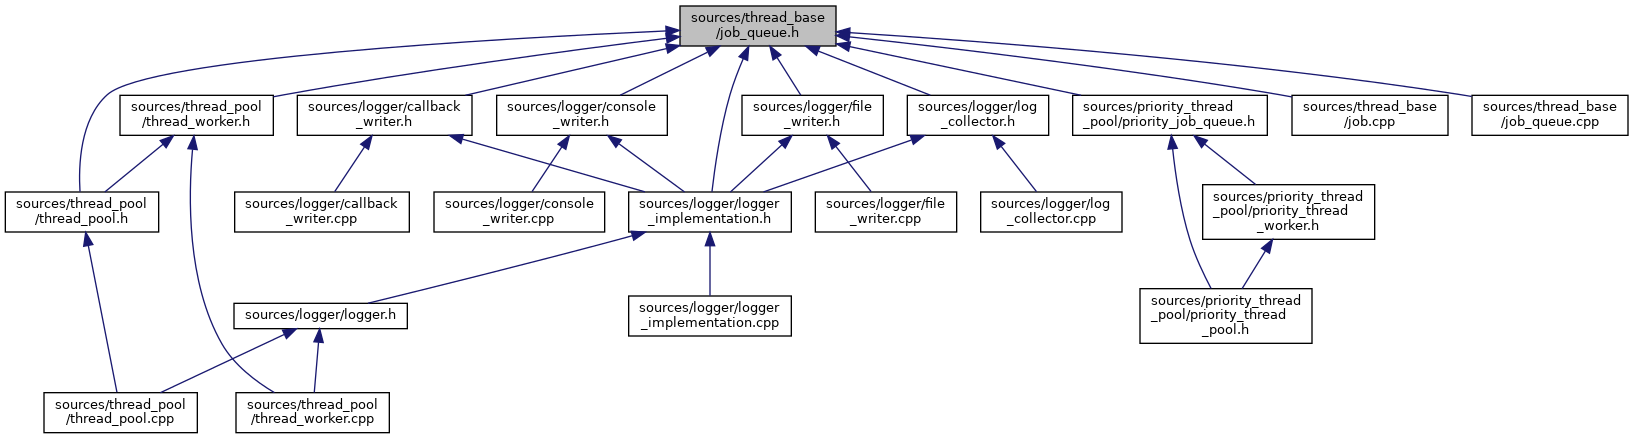 sources/thread_base
/job_queue.h
sources/thread_pool
/thread_worker.h
sources/logger/callback
_writer.h
sources/logger/console
_writer.h
sources/logger/file
_writer.h
sources/logger/log
_collector.h
sources/priority_thread
_pool/priority_job_queue.h
sources/thread_base
/job.cpp
sources/thread_base
/job_queue.cpp
sources/thread_pool
/thread_pool.h
sources/logger/callback
_writer.cpp
sources/logger/console
_writer.cpp
sources/logger/logger
_implementation.h
sources/logger/file
_writer.cpp
sources/logger/log
_collector.cpp
sources/priority_thread
_pool/priority_thread
_worker.h
sources/logger/logger.h
sources/logger/logger
_implementation.cpp
sources/priority_thread
_pool/priority_thread
_pool.h
sources/thread_pool
/thread_pool.cpp
sources/thread_pool
/thread_worker.cpp